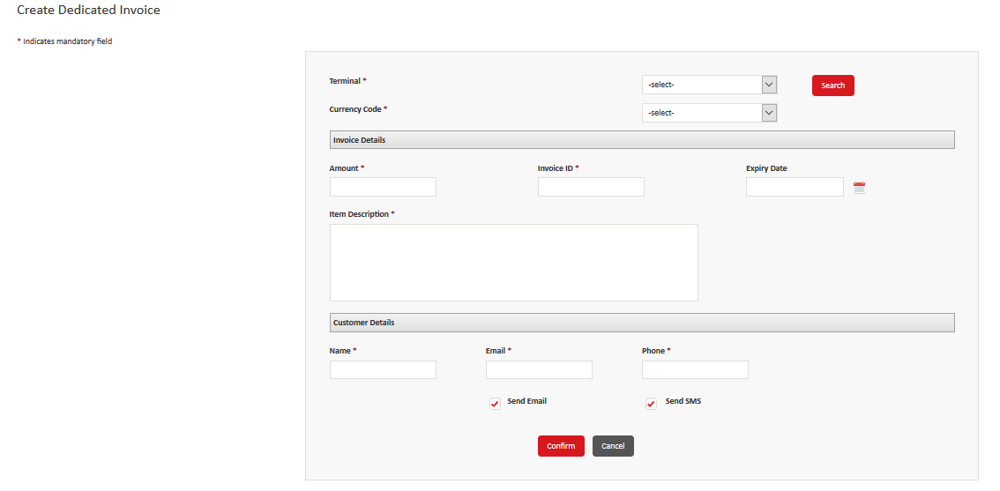 Create Dedicated Invoice
* Indicates mandatory field
Terminal *
-select-
Search
Currency Code *
-select-
Invoice Details
Amount * Invoice ID * Expiry Date
Item Description *
Customer Details
Name * Email * Phone *
Send Email Send SMS
Confirm Cancel